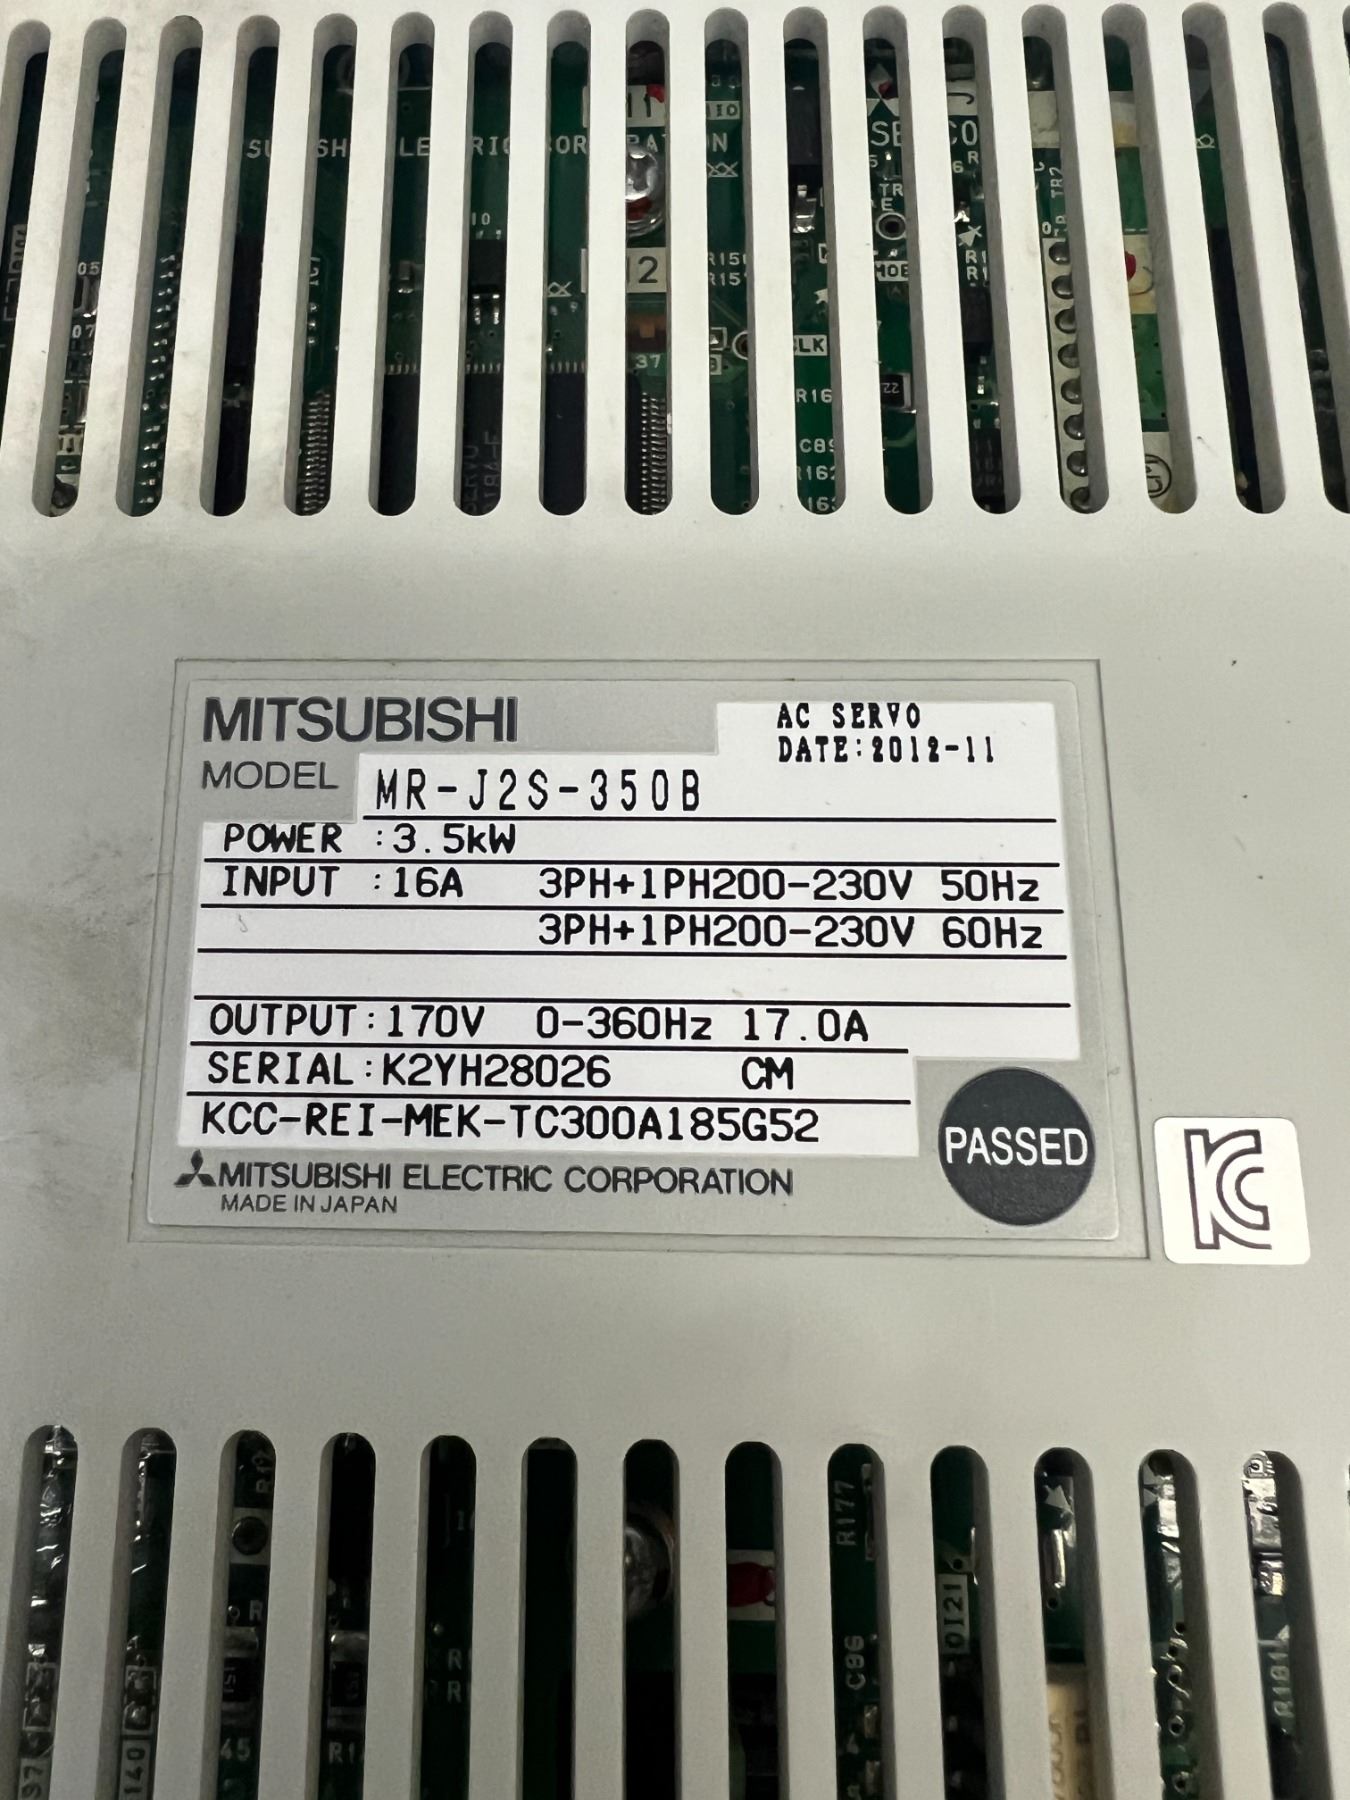 MITSUBISHI
AC SERVO
DATE:2012-11
MODEL MR-J2S-350B
POWER :3.5kW
INPUT :16A 3PH+1PH200-230V 50Hz
3PH+1PH200-230V 60Hz
OUTPUT:170V 0-360Hz 17.0A
SERIAL:K2YH28026 CM
KCC-REI-MEK-TC300A185G52
PASSED
MITSUBISHI ELECTRIC CORPORATION
MADE IN JAPAN
R177
R181